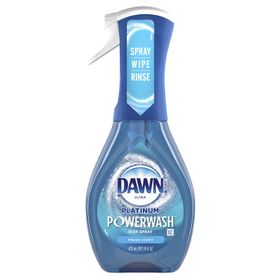 SPRAY
WIPE
RINSE
DAWN
ULTRA
PLATINUM
POWERWASH
DISH SPRAY
FRESH SCENT